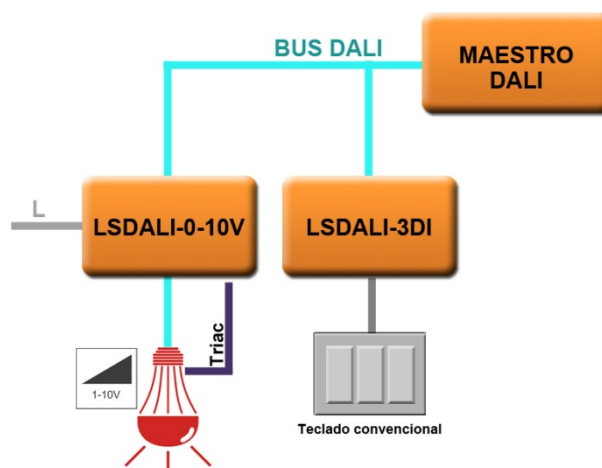 BUS DALI
MAESTRO
DALI
L
LSDALI-0-10V
LSDALI-3DI
Triac
1-10V
Teclado convencional